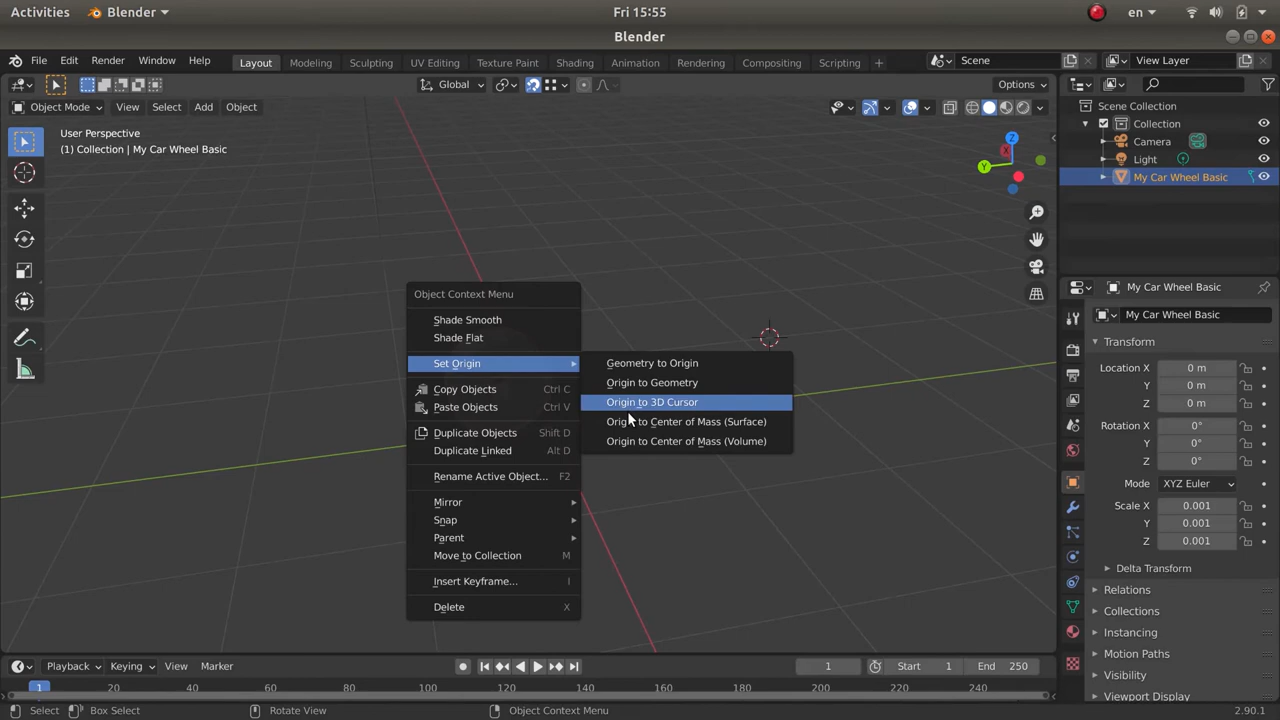 Activities
Blender
Fri 15:55
en
Blender
File Edit Render Window Help
Layout Modeling Sculpting UV Editing Texture Paint Shading Animation Rendering Compositing Scripting +
Scene
View Layer
Global
Options
Object Mode View Select Add Object
User Perspective
(1) Collection | My Car Wheel Basic
Z
X
Y
Scene Collection
Collection
Camera
Light
My Car Wheel Basic
Object Context Menu
Shade Smooth
Shade Flat
Set Origin
Copy Objects Ctrl C
Paste Objects Ctrl V
Duplicate Objects Shift D
Duplicate Linked Alt D
Rename Active Object... F2
Mirror
Snap
Parent
Move to Collection M
Insert Keyframe... I
Delete X
Geometry to Origin
Origin to Geometry
Origin to 3D Cursor
Origin to Center of Mass (Surface)
Origin to Center of Mass (Volume)
My Car Wheel Basic
My Car Wheel Basic
Transform
Location X 0 m
Y 0 m
Z 0 m
Rotation X 0°
Y 0°
Z 0°
Mode XYZ Euler
Scale X 0.001
Y 0.001
Z 0.001
Delta Transform
Relations
Collections
Instancing
Motion Paths
Visibility
Viewport Display
Playback Keying View Marker
1
Start 1
End 250
1 20 40 60 80 100 120 140 160 180 200 220 240
Select Box Select Rotate View Object Context Menu 2.90.1